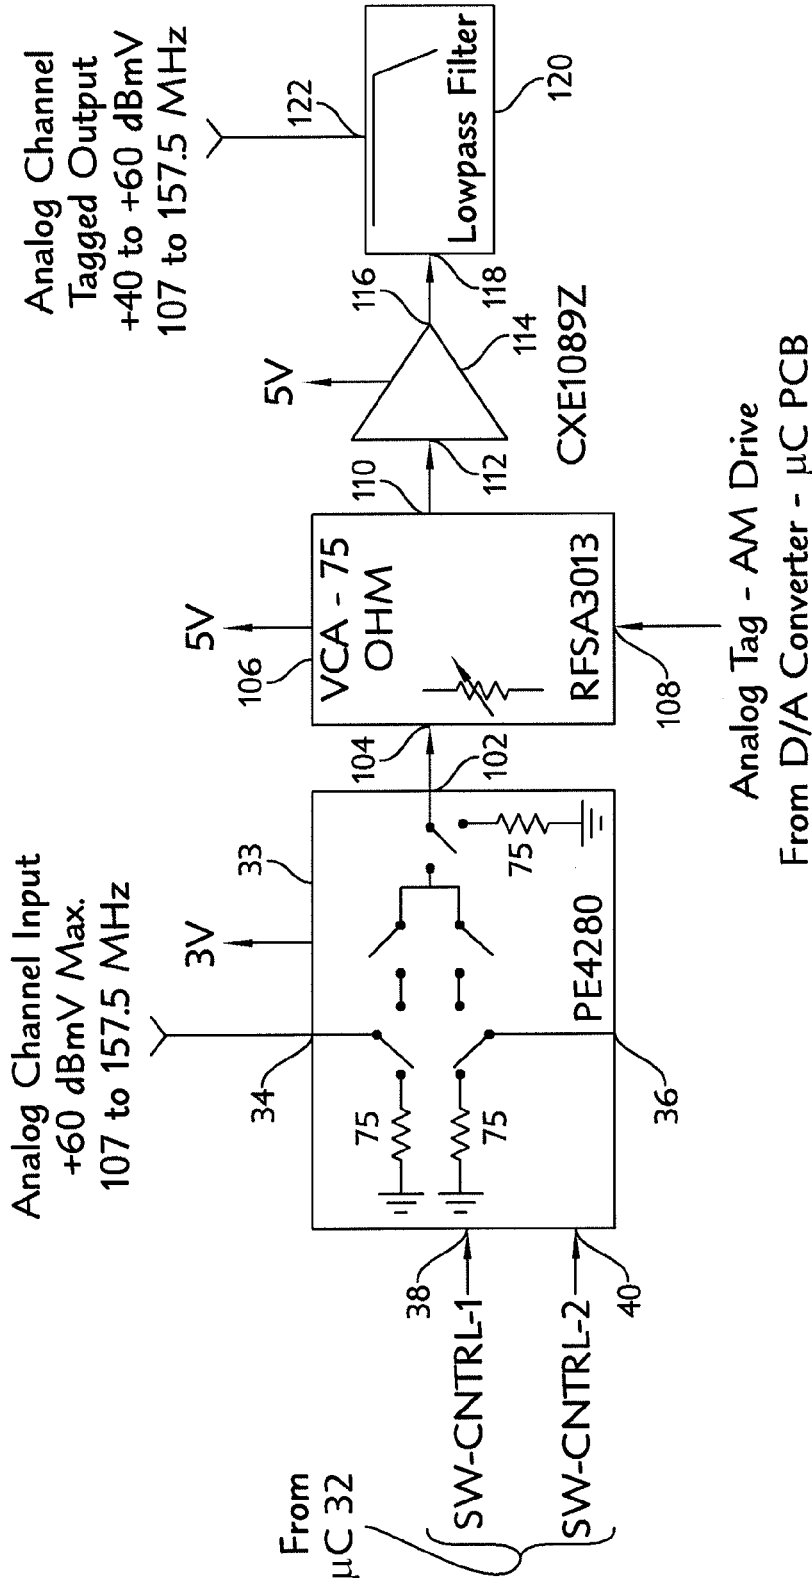 Analog Channel Input
+60 dBmV Max.
107 to 157.5 MHz
Analog Channel
Tagged Output
+40 to +60 dBmV
107 to 157.5 MHz
34
3V
33
106
5V
5V
122
75
75
75
PE4280
104
102
VCA - 75
OHM
RFSA3013
108
110
112
114
116
118
CXE1089Z
Lowpass Filter
120
36
38
40
From
µC 32
SW-CNTRL-1
SW-CNTRL-2
Analog Tag - AM Drive
From D/A Converter - µC PCB